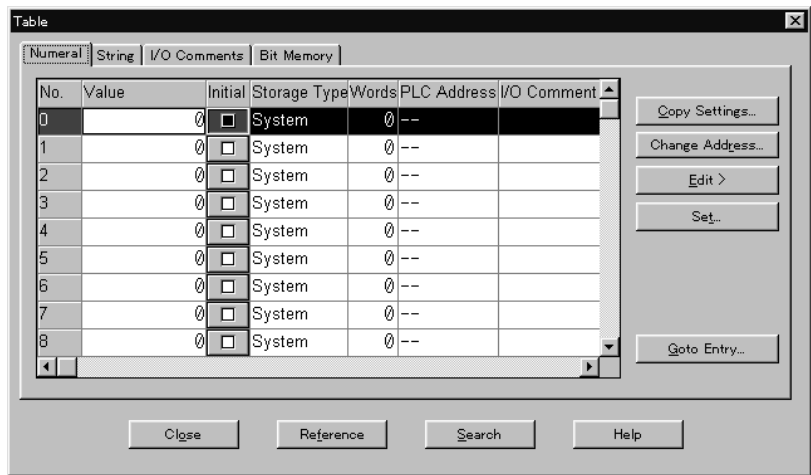 Table
Numeral String I/O Comments Bit Memory
No. Value Initial Storage Type Words PLC Address I/O Comment
0 0 System 0 --
1 0 System 0 --
2 0 System 0 --
3 0 System 0 --
4 0 System 0 --
5 0 System 0 --
6 0 System 0 --
7 0 System 0 --
8 0 System 0 --
Copy Settings...
Change Address...
Edit >
Set...
Goto Entry...
Close Reference Search Help